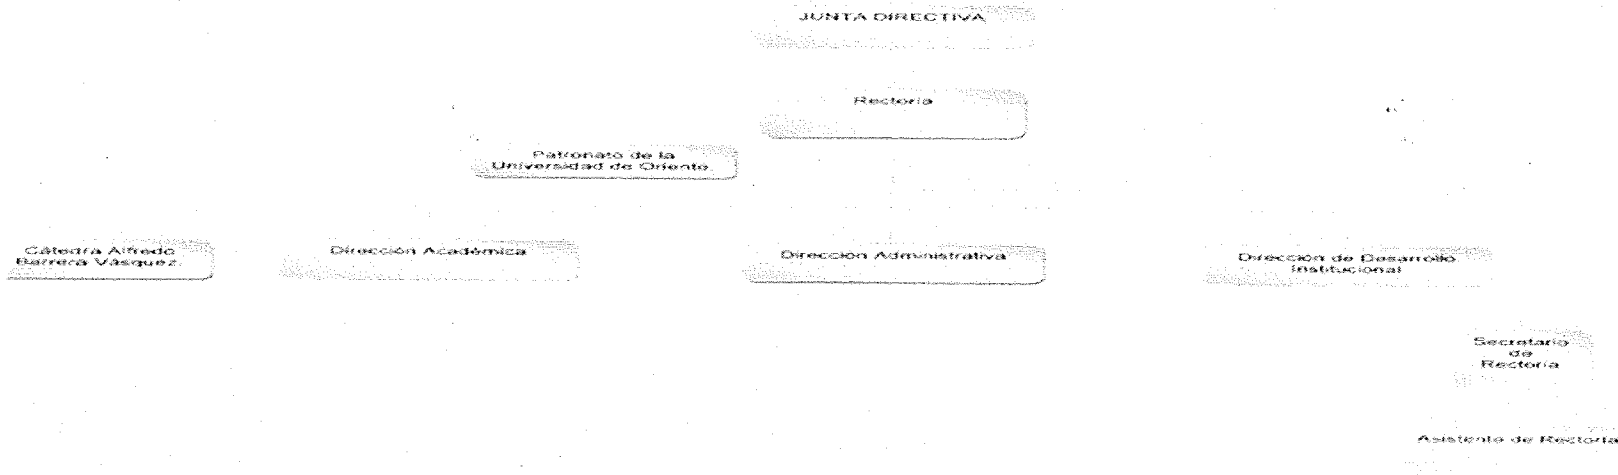 JUNTA DIRECTIVA
Rectoría
Patronato de la
Universidad de Oriente.
Cátedra Alfredo
Barrera Vásquez.
Dirección Académica
Dirección Administrativa
Dirección de Desarrollo
Institucional
Secretario
de
Rectoría
Asistente de Rectoría